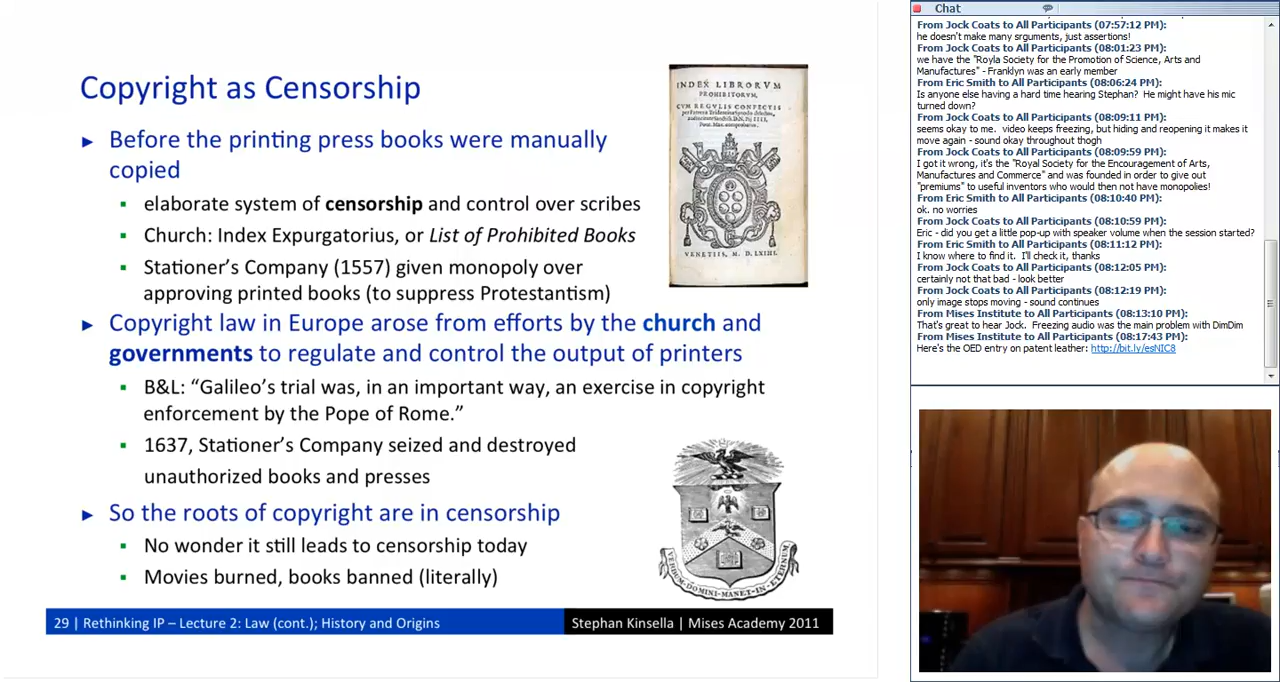 Copyright as Censorship
► Before the printing press books were manually
copied
▪ elaborate system of censorship and control over scribes
▪ Church: Index Expurgatorius, or List of Prohibited Books
▪ Stationer's Company (1557) given monopoly over
approving printed books (to suppress Protestantism)
► Copyright law in Europe arose from efforts by the church and
governments to regulate and control the output of printers
▪ B&L: “Galileo's trial was, in an important way, an exercise in copyright
enforcement by the Pope of Rome.”
▪ 1637, Stationer's Company seized and destroyed
unauthorized books and presses
► So the roots of copyright are in censorship
▪ No wonder it still leads to censorship today
▪ Movies burned, books banned (literally)
INDEX LIBRORVM
PROHIBITORVM,
CVM REGVLIS CONFECTIS
VENETIIS, M. D. LXIIII.
VERBUM·DOMINI·MANET·IN·ETERNUM
29 | Rethinking IP – Lecture 2: Law (cont.); History and Origins
Stephan Kinsella | Mises Academy 2011
Chat
From Jock Coats to All Participants (07:57:12 PM):
he doesn't make many srguments, just assertions!
From Jock Coats to All Participants (08:01:23 PM):
we have the "Royla Society for the Promotion of Science, Arts and
Manufactures" - Franklyn was an early member
From Eric Smith to All Participants (08:06:24 PM):
Is anyone else having a hard time hearing Stephan? He might have his mic
turned down?
From Jock Coats to All Participants (08:09:11 PM):
seems okay to me. video keeps freezing, but hiding and reopening it makes it
move again - sound okay throughout thogh
From Jock Coats to All Participants (08:09:59 PM):
I got it wrong, it's the "Royal Society for the Encouragement of Arts,
Manufactures and Commerce" and was founded in order to give out
"premiums" to useful inventors who would then not have monopolies!
From Eric Smith to All Participants (08:10:40 PM):
ok. no worries
From Jock Coats to All Participants (08:10:59 PM):
Eric - did you get a little pop-up with speaker volume when the session started?
From Eric Smith to All Participants (08:11:12 PM):
I know where to find it. I'll check it, thanks
From Jock Coats to All Participants (08:12:05 PM):
certainly not that bad - look better
From Jock Coats to All Participants (08:12:19 PM):
only image stops moving - sound continues
From Mises Institute to All Participants (08:13:10 PM):
That's great to hear Jock. Freezing audio was the main problem with DimDim
From Mises Institute to All Participants (08:17:43 PM):
Here's the OED entry on patent leather: http://bit.ly/esNIC8